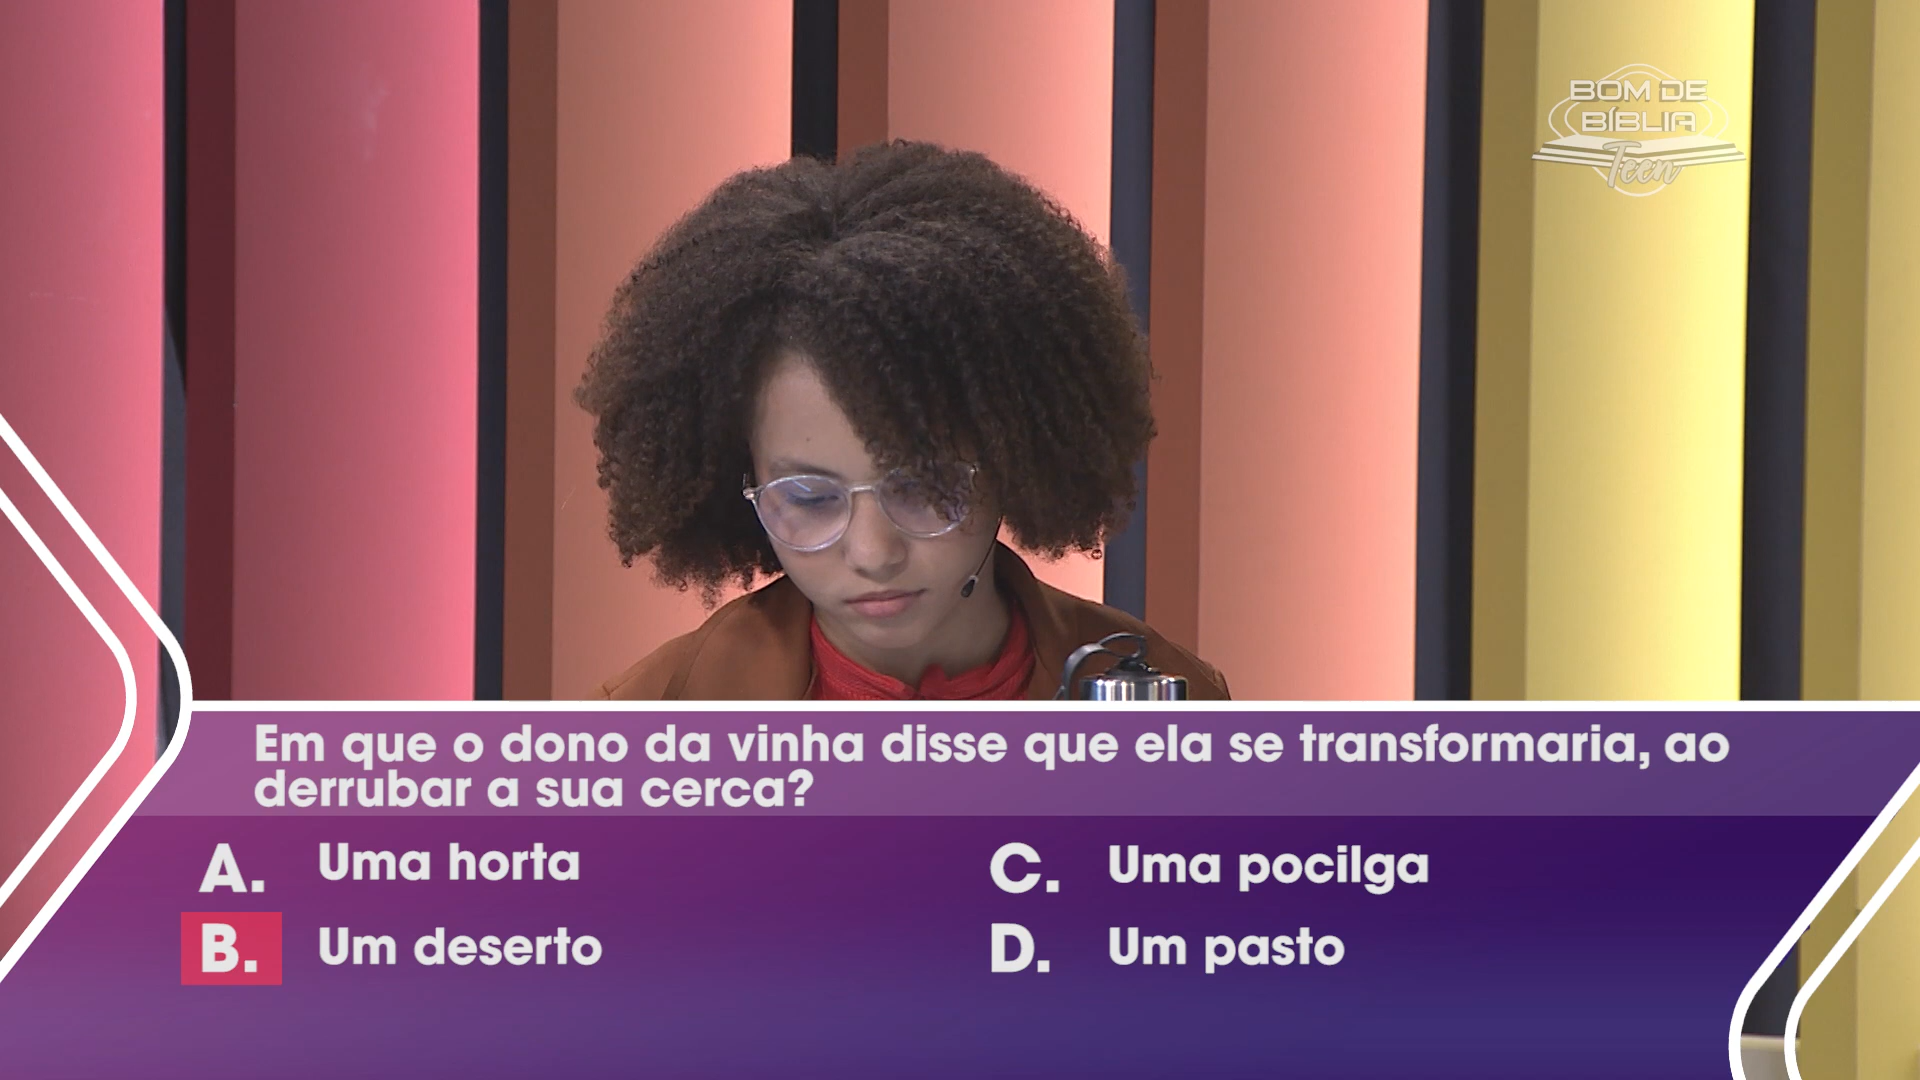 BOM DE
BÍBLIA
Teen
Em que o dono da vinha disse que ela se transformaria, ao
derrubar a sua cerca?
A. Uma horta
B. Um deserto
C. Uma pocilga
D. Um pasto